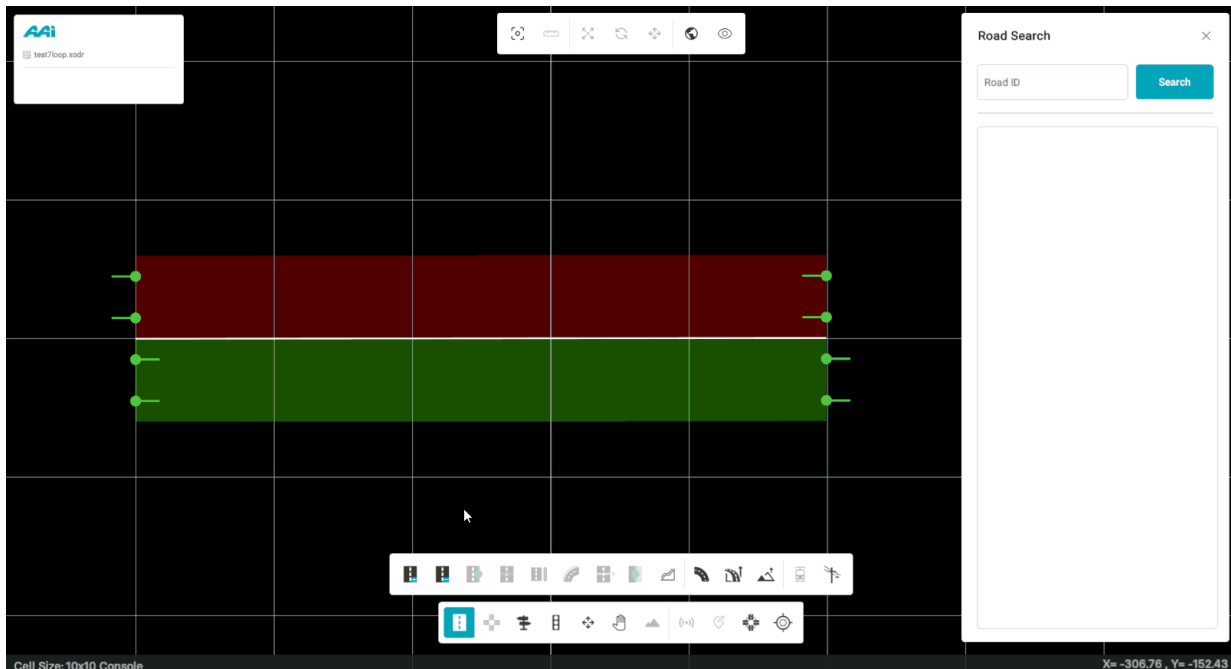 AAi
test7loop.xodr
Road Search
Road ID
Search
Cell Size: 10x10 Console
X= -306.76 , Y= -152.43